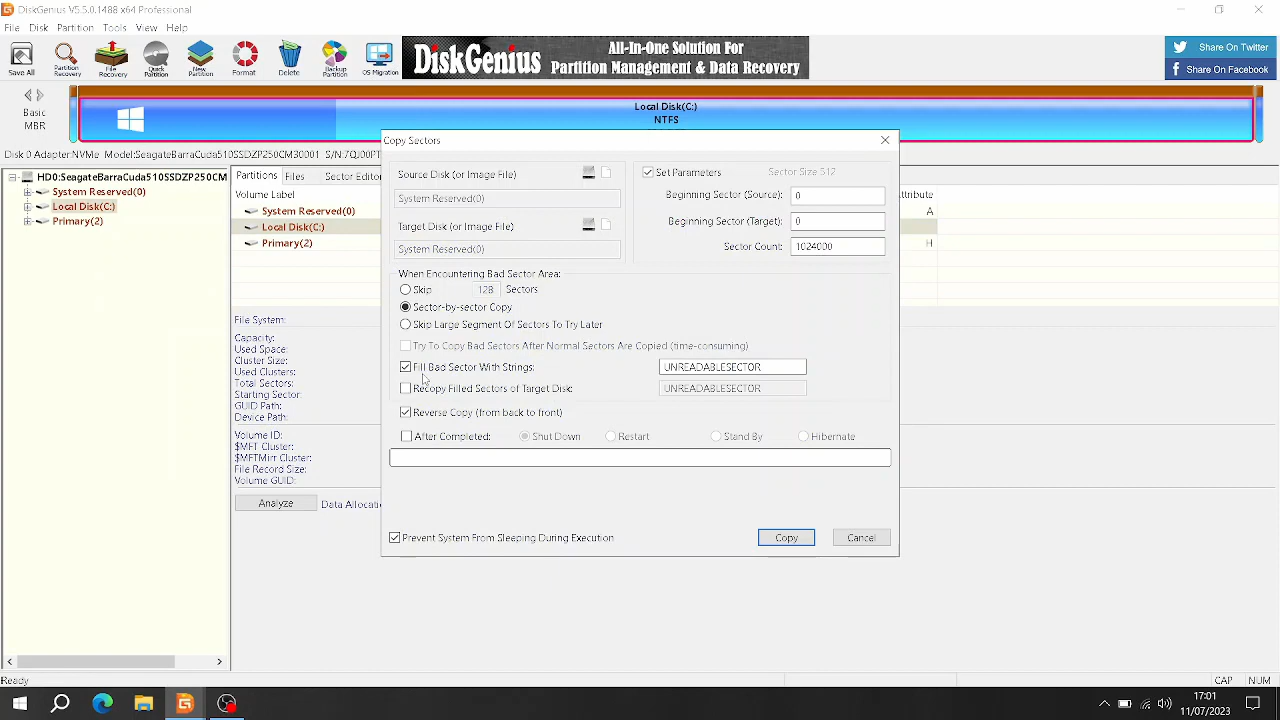 DiskGenius V5.5.0.1488 x64 Professional
File Disk Partition Tools View Help
Save All
Partition Recovery
File Recovery
Quick Partition
New Partition
Format
Delete
Backup Partition
OS Migration
DiskGenius
All-In-One Solution For
Partition Management & Data Recovery
Share On Twitter
Share On Facebook
Basic
MBR
Local Disk(C:)
NTFS
Disk 0 Adapter:NVMe Model:SeagateBarraCuda510SSDZP250CM30001 S/N:7QJ00PT
HD0:SeagateBarraCuda510SSDZP250CM
System Reserved(0)
Local Disk(C:)
Primary(2)
Partitions Files Sector Editor
Volume Label
Attribute
System Reserved(0)
A
Local Disk(C:)
Primary(2)
H
File System:
Capacity:
Used Space:
Cluster Size:
Used Clusters:
Total Sectors:
Starting Sector:
GUID Path:
Device Path:
Volume ID:
$MFT Cluster:
$MFTMirr Cluster:
File Record Size:
Volume GUID:
Analyze
Copy Sectors
Source Disk (or Image File)
System Reserved(0)
Target Disk (or Image File)
System Reserved(0)
Set Parameters Sector Size 512
Beginning Sector (Source): 0
Beginning Sector (Target): 0
Sector Count: 1024000
When Encountering Bad Sector Area:
Skip 128 Sectors
Sector-by-sector Copy
Skip Large Segment Of Sectors To Try Later
Try To Copy Bad Sectors After Normal Sectors Are Copied (time-consuming)
Fill Bad Sector With Strings: UNREADABLESECTOR
Recopy Filled Sectors of Target Disk: UNREADABLESECTOR
Reverse Copy (from back to front)
After Completed: Shut Down Restart Stand By Hibernate
Prevent System From Sleeping During Execution
Copy Cancel
Ready
CAP NUM
17:01
11/07/2023